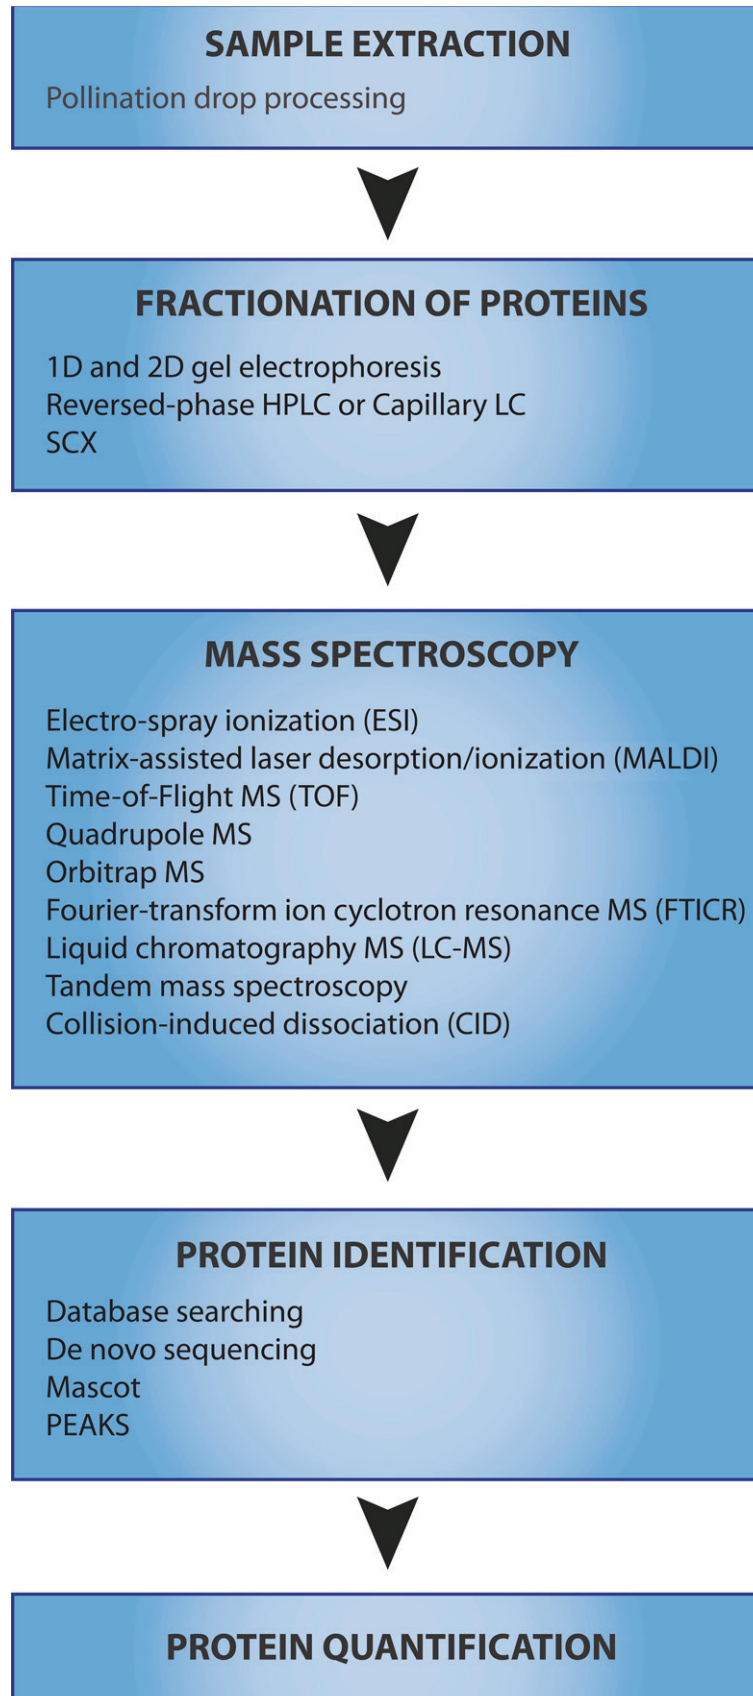 SAMPLE EXTRACTION
Pollination drop processing
FRACTIONATION OF PROTEINS
1D and 2D gel electrophoresis
Reversed-phase HPLC or Capillary LC
SCX
MASS SPECTROSCOPY
Electro-spray ionization (ESI)
Matrix-assisted laser desorption/ionization (MALDI)
Time-of-Flight MS (TOF)
Quadrupole MS
Orbitrap MS
Fourier-transform ion cyclotron resonance MS (FTICR)
Liquid chromatography MS (LC-MS)
Tandem mass spectroscopy
Collision-induced dissociation (CID)
PROTEIN IDENTIFICATION
Database searching
De novo sequencing
Mascot
PEAKS
PROTEIN QUANTIFICATION